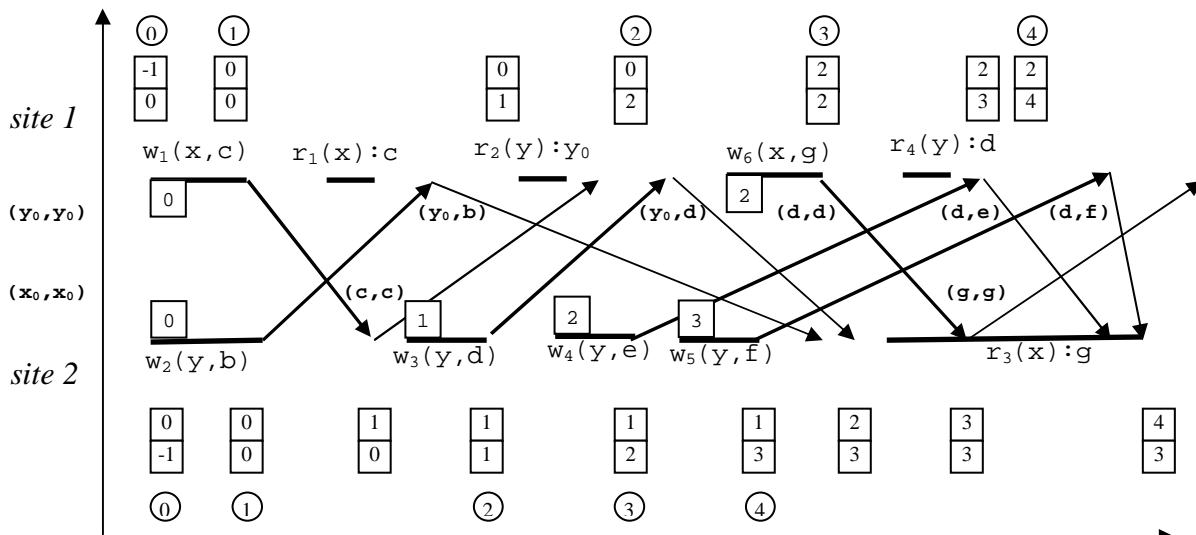 0 1 2 3 4
-1 0 0 0 2 2 2
0 0 1 2 2 3 4
site 1
w1(x,c) r1(x):c r2(y):y0 w6(x,g) r4(y):d
0 2
(y0,y0) (y0,b) (y0,d) (d,d) (d,e) (d,f)
(x0,x0) (c,c) (g,g)
0 1 2 3
w2(y,b) w3(y,d) w4(y,e) w5(y,f) r3(x):g
site 2
0 0 1 1 1 1 2 3 4
-1 0 0 1 2 3 3 3 3
0 1 2 3 4